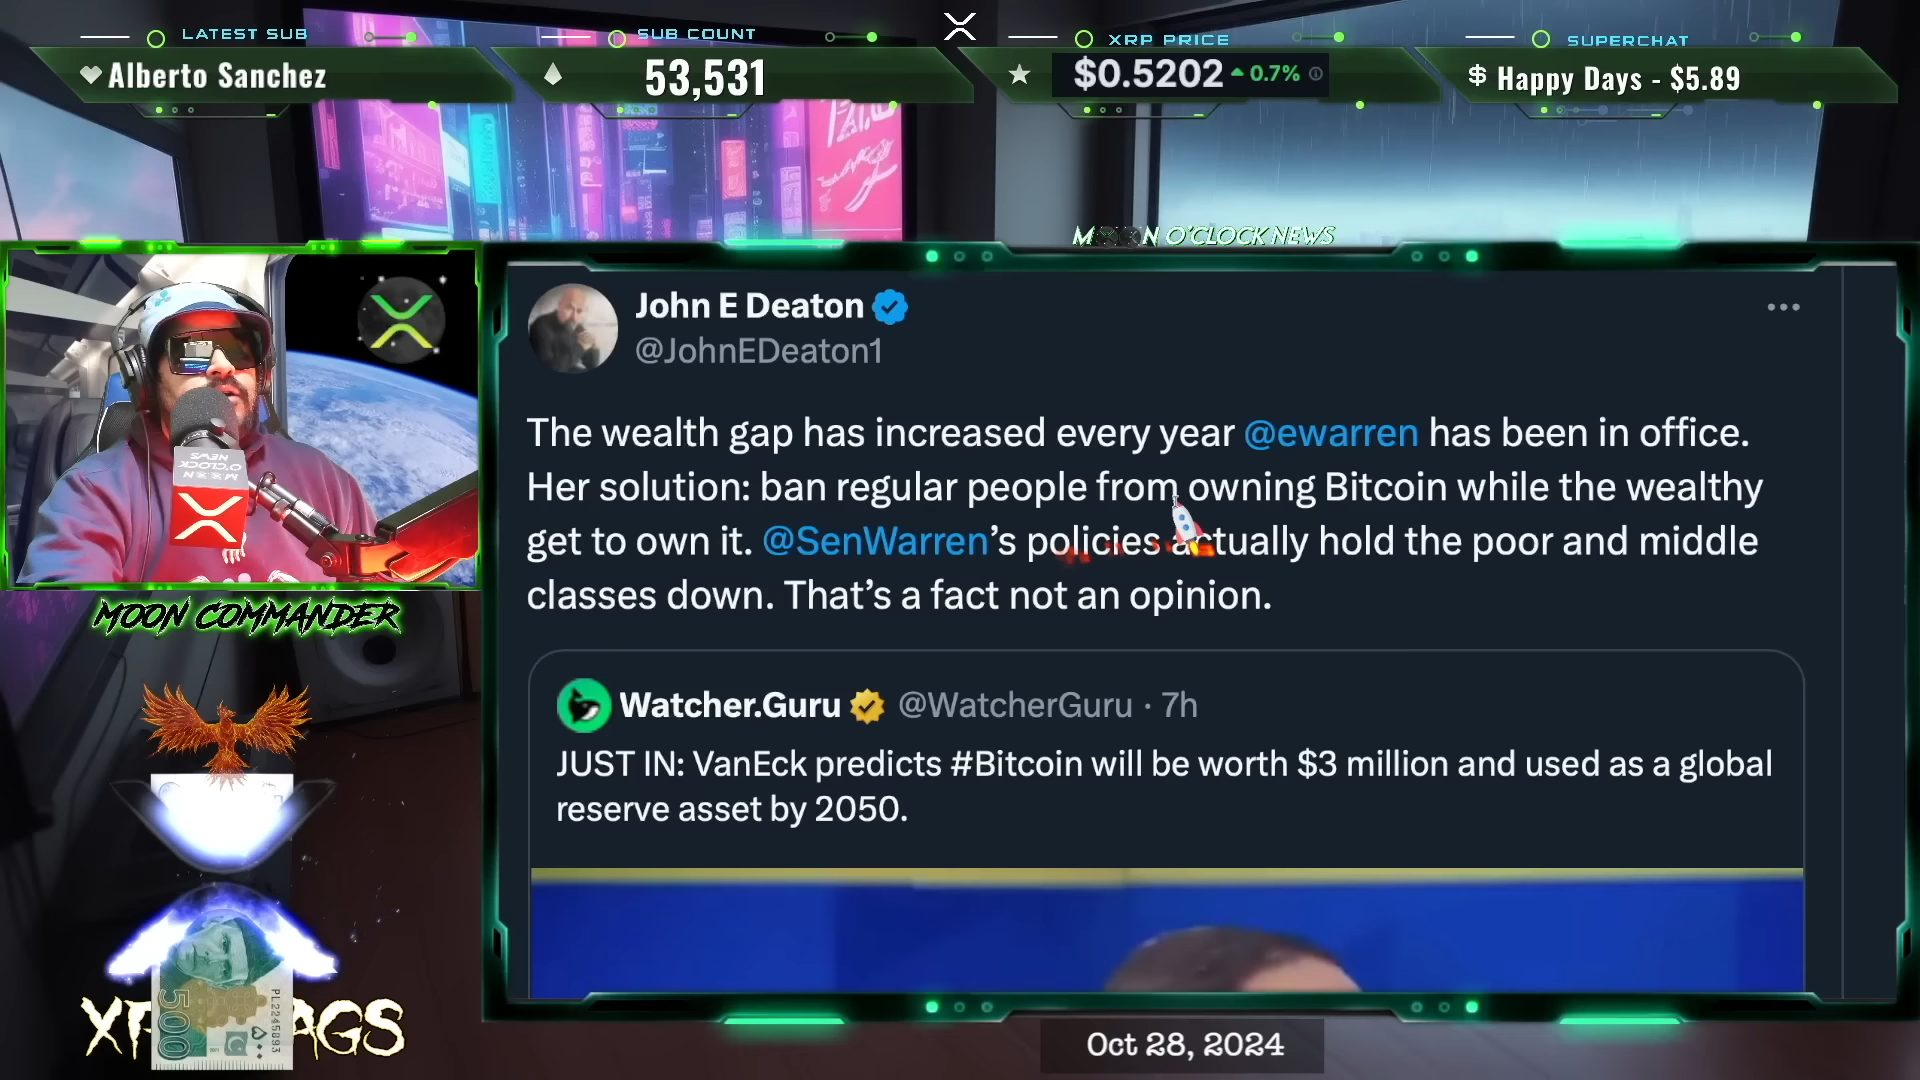 LATEST SUB
Alberto Sanchez
SUB COUNT
53,531
XRP PRICE
$0.5202 0.7%
SUPERCHAT
$ Happy Days - $5.89
O'CLOCK NEWS
John E Deaton
@JohnEDeaton1
The wealth gap has increased every year @ewarren has been in office.
Her solution: ban regular people from owning Bitcoin while the wealthy
get to own it. @SenWarren’s policies actually hold the poor and middle
classes down. That’s a fact not an opinion.
Watcher.Guru @WatcherGuru · 7h
JUST IN: VanEck predicts #Bitcoin will be worth $3 million and used as a global
reserve asset by 2050.
MOON COMMANDER
500
PL2245893
Oct 28, 2024